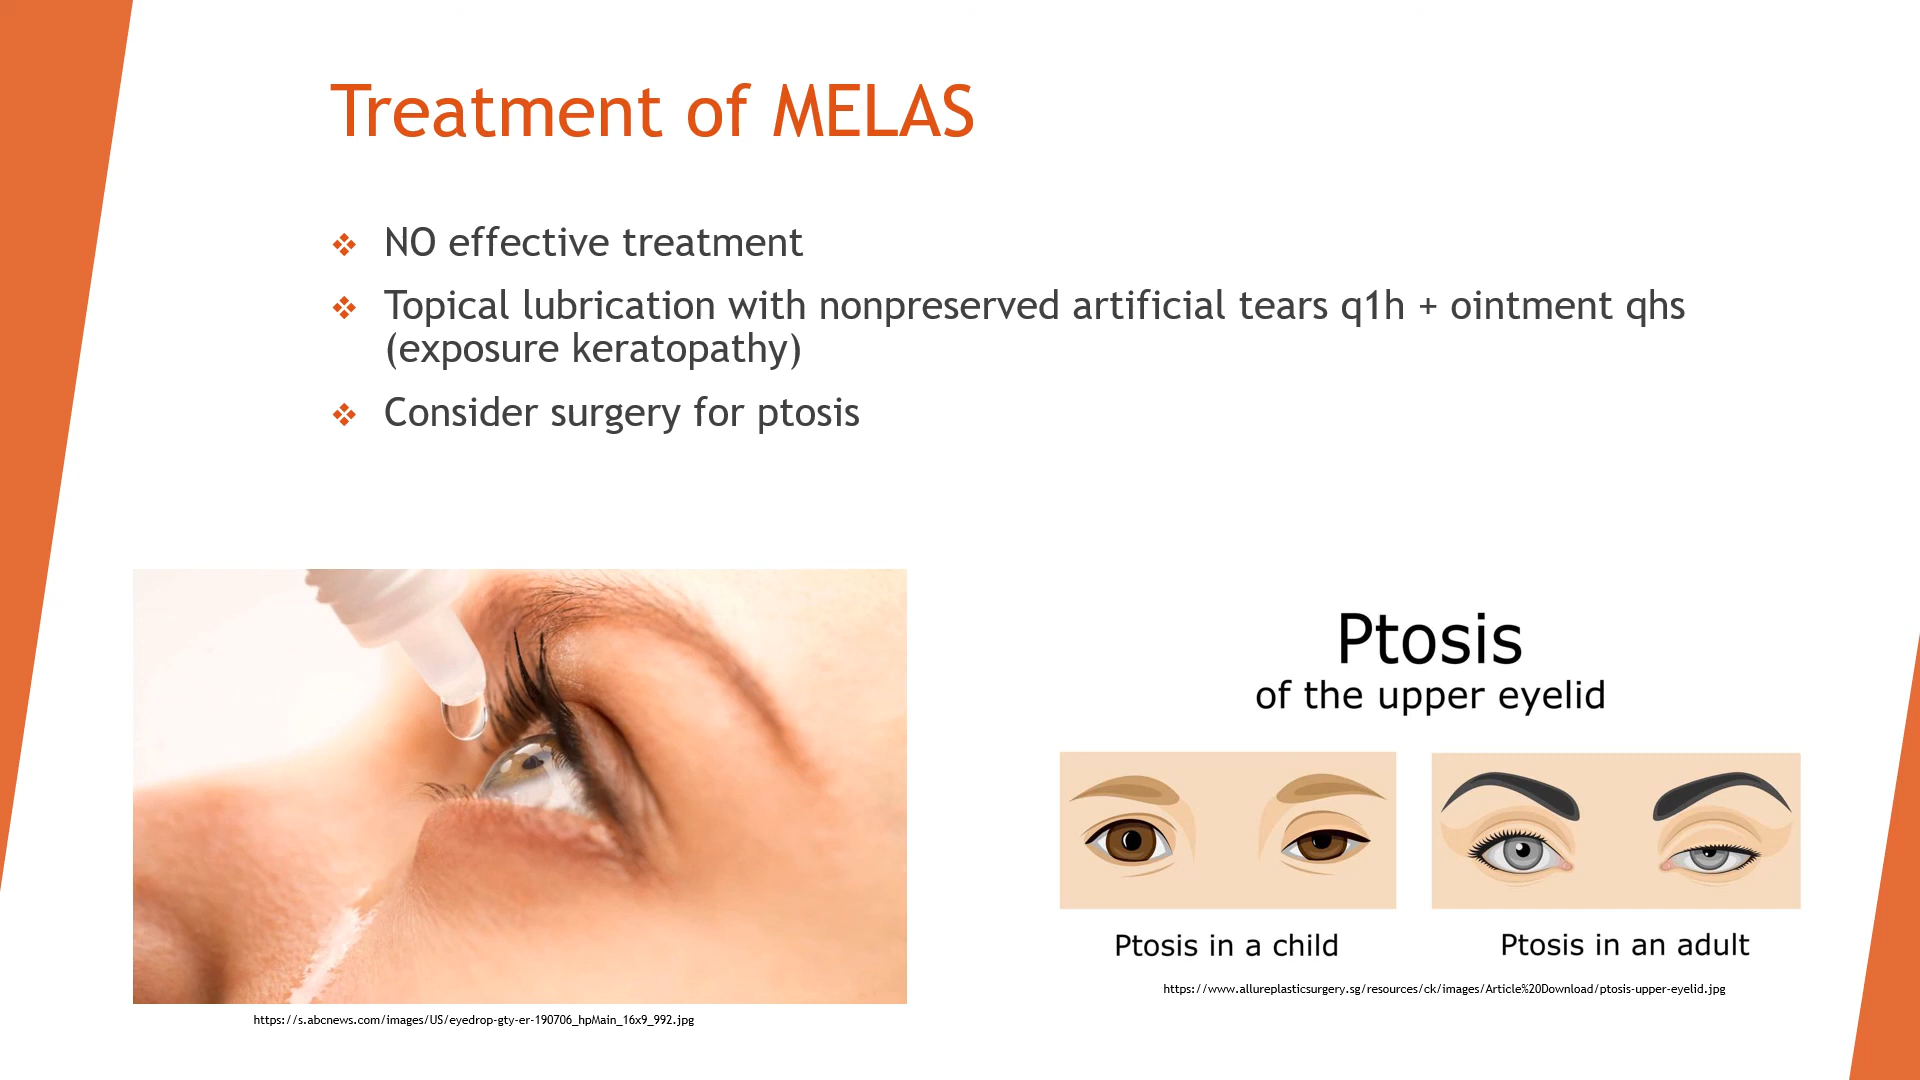 Treatment of MELAS
❖ NO effective treatment
❖ Topical lubrication with nonpreserved artificial tears q1h + ointment qhs
(exposure keratopathy)
❖ Consider surgery for ptosis
https://s.abcnews.com/images/US/eyedrop-gty-er-190706_hpMain_16x9_992.jpg
Ptosis
of the upper eyelid
Ptosis in a child
Ptosis in an adult
https://www.allureplasticsurgery.sg/resources/ck/images/Article%20Download/ptosis-upper-eyelid.jpg